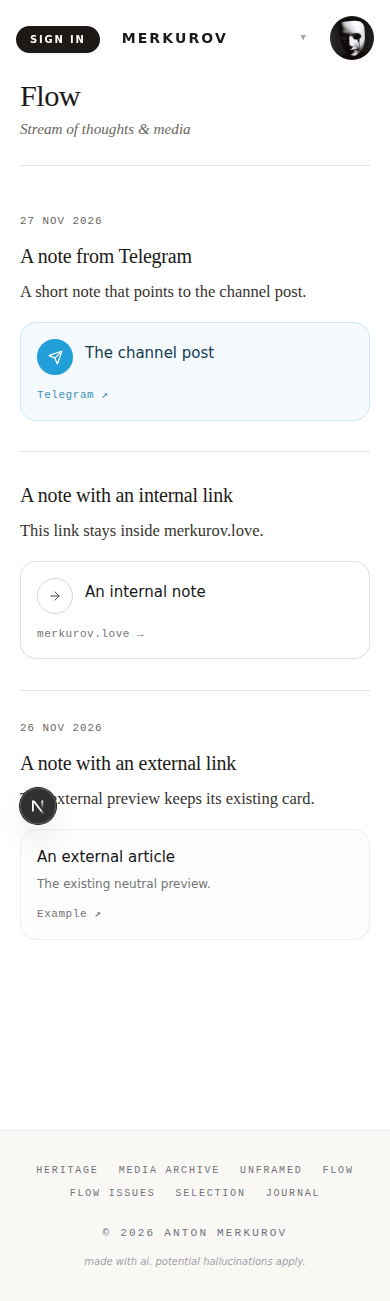 SIGN IN
MERKUROV
▼
Flow
Stream of thoughts & media
27 NOV 2026
A note from Telegram
A short note that points to the channel post.
The channel post
Telegram ↗
A note with an internal link
This link stays inside merkurov.love.
An internal note
merkurov.love →
26 NOV 2026
A note with an external link
external preview keeps its existing card.
N
An external article
The existing neutral preview.
Example ↗
HERITAGE MEDIA ARCHIVE UNFRAMED FLOW
FLOW ISSUES SELECTION JOURNAL
© 2026 ANTON MERKUROV
made with ai. potential hallucinations apply.